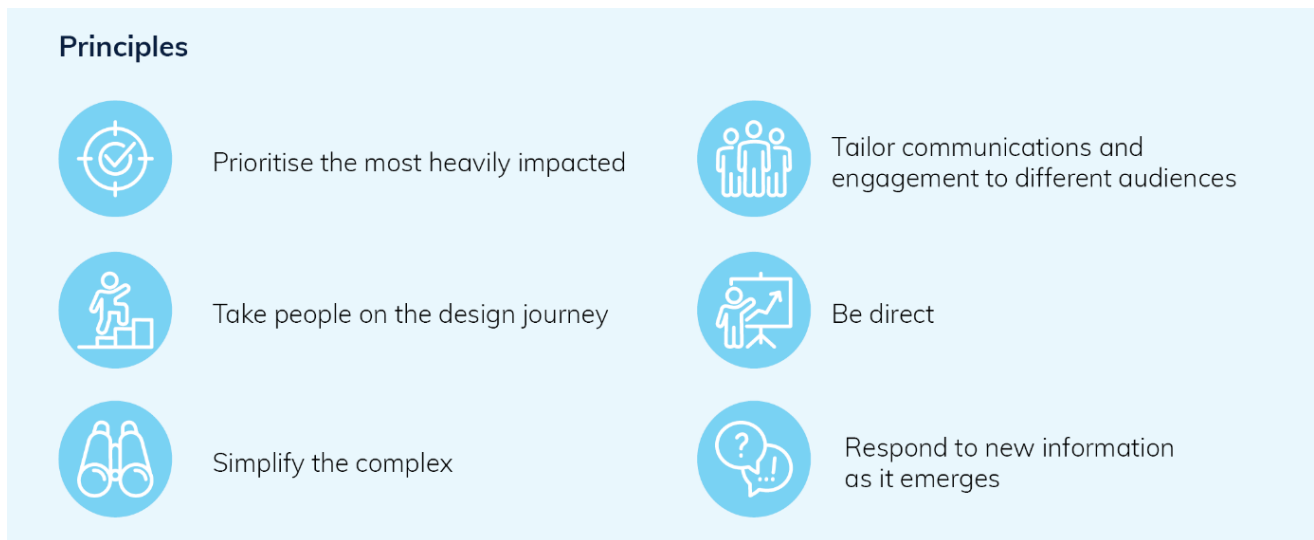 Principles
Prioritise the most heavily impacted
Tailor communications and
engagement to different audiences
Take people on the design journey
Be direct
Simplify the complex
Respond to new information
as it emerges